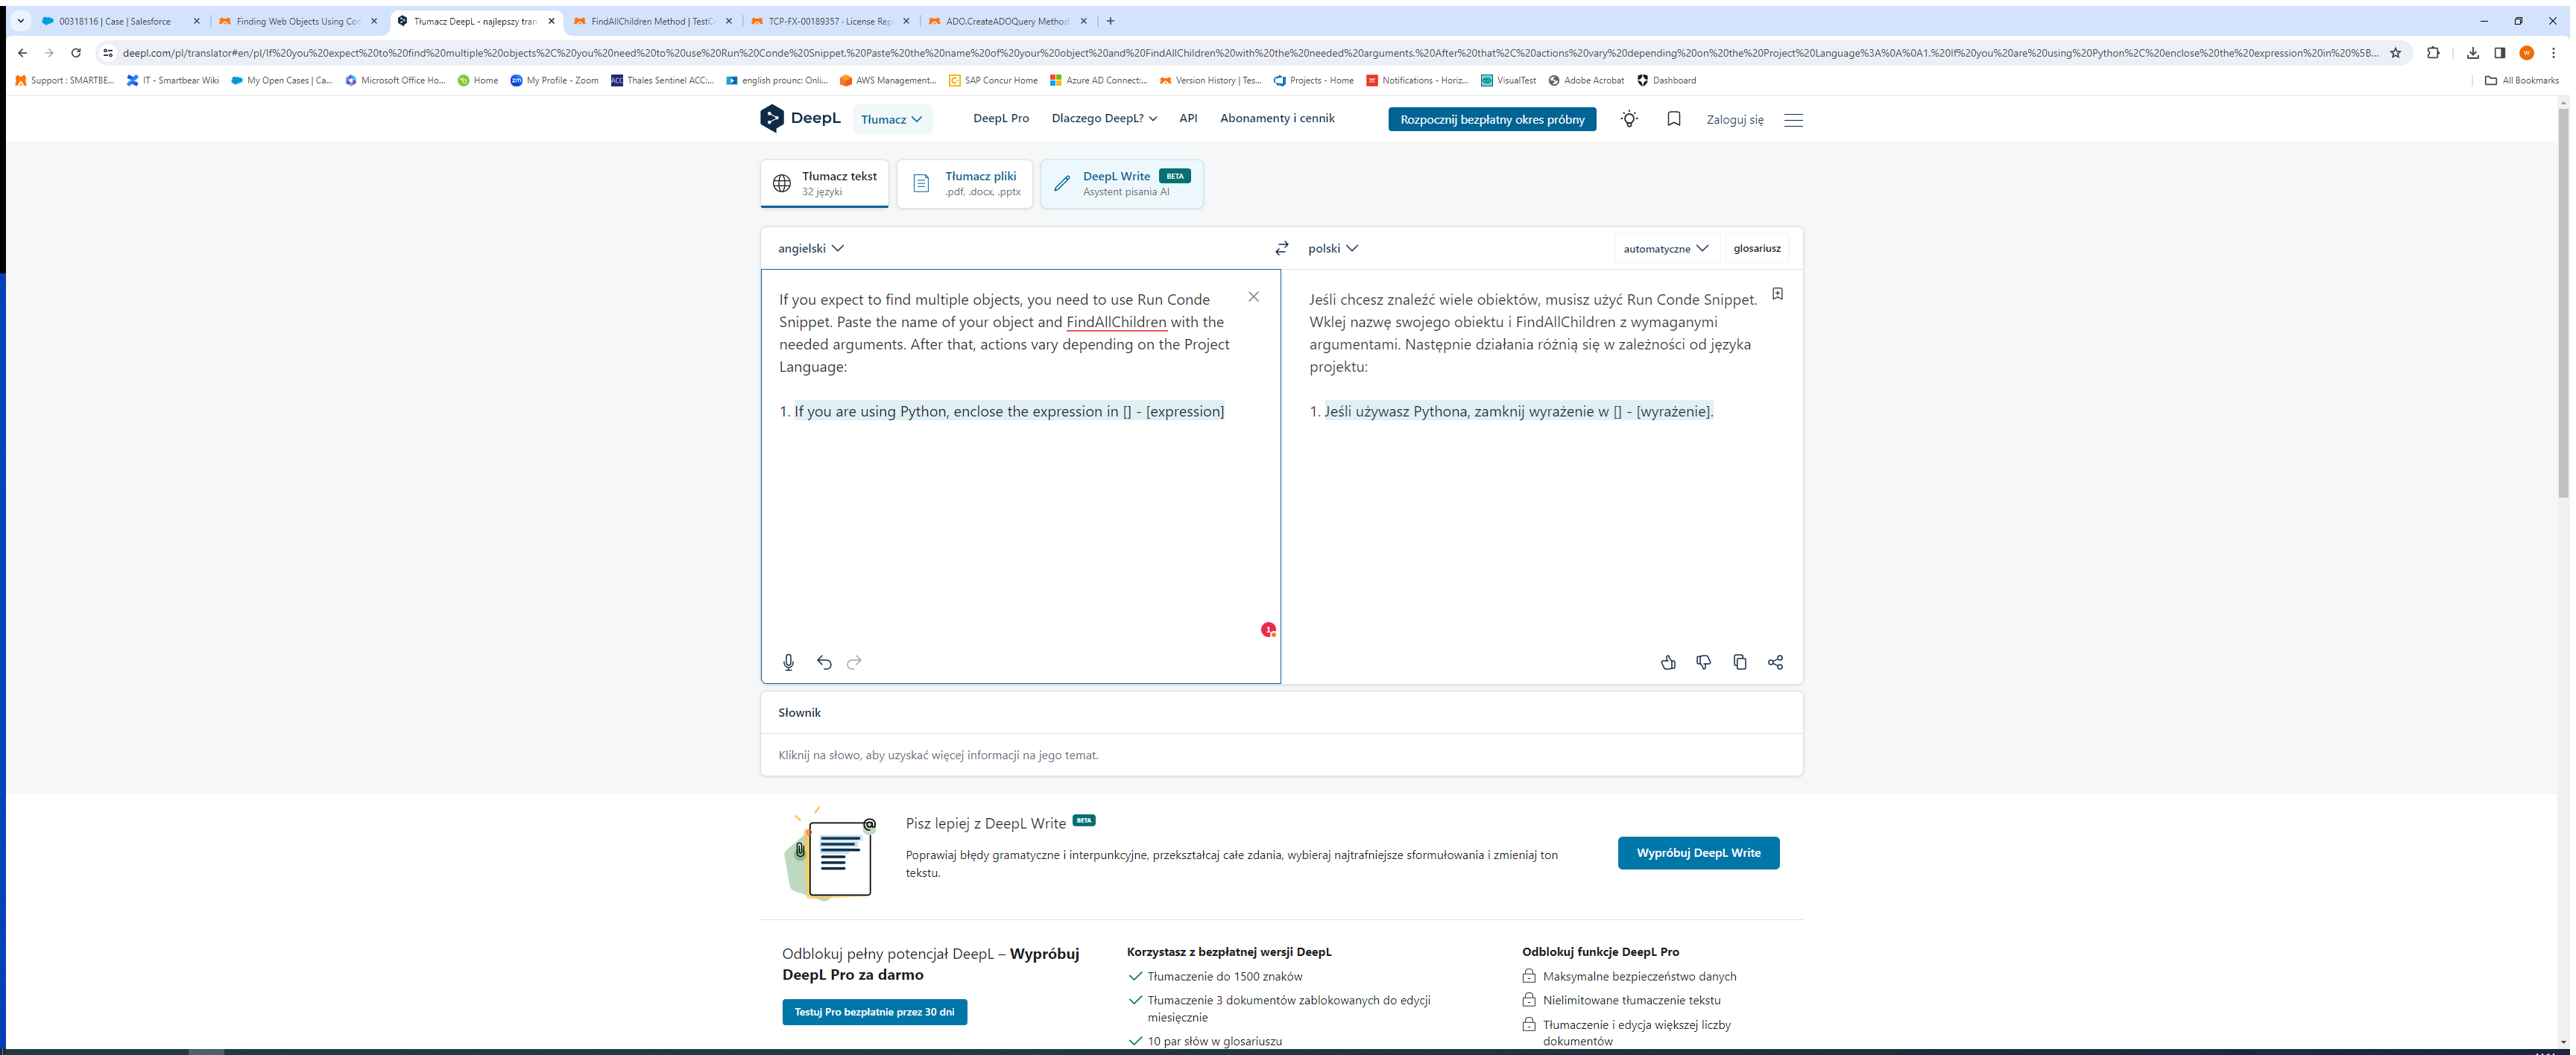 00318116 | Case | Salesforce
Finding Web Objects Using Con
Tłumacz DeepL - najlepszy tran
FindAllChildren Method | TestC
TCP-FX-00189357 - License Rep
ADO.CreateADOQuery Method
deepl.com/pl/translator#en/pl/If%20you%20expect%20to%20find%20multiple%20objects%2C%20you%20need%20to%20use%20Run%20Conde%20Snippet.%20Paste%20the%20name%20of%20your%20object%20and%20FindAllChildren%20with%20the%20needed%20arguments.%20After%20that%2C%20actions%20vary%20depending%20on%20the%20Project%20Language%3A%0A%0A1.%20If%20you%20are%20using%20Python%2C%20enclose%20the%20expression%20in%20%5B...
W
Support : SMARTBE...
IT - Smartbear Wiki
My Open Cases | Ca...
Microsoft Office Ho...
Home
My Profile - Zoom
Thales Sentinel ACC:...
english prounc: Onli...
AWS Management...
SAP Concur Home
Azure AD Connect:...
Version History | Tes...
Projects - Home
Notifications - Horiz...
VisualTest
Adobe Acrobat
Dashboard
All Bookmarks
DeepL
Tłumacz
DeepL Pro
Dlaczego DeepL?
API
Abonamenty i cennik
Rozpocznij bezpłatny okres próbny
Zaloguj się
Tłumacz tekst
32 języki
Tłumacz pliki
.pdf, .docx, .pptx
DeepL Write BETA
Asystent pisania AI
angielski
polski
automatyczne
glosariusz
If you expect to find multiple objects, you need to use Run Conde
Snippet. Paste the name of your object and FindAllChildren with the
needed arguments. After that, actions vary depending on the Project
Language:
1. If you are using Python, enclose the expression in [] - [expression]
Jeśli chcesz znaleźć wiele obiektów, musisz użyć Run Conde Snippet.
Wklej nazwę swojego obiektu i FindAllChildren z wymaganymi
argumentami. Następnie działania różnią się w zależności od języka
projektu:
1. Jeśli używasz Pythona, zamknij wyrażenie w [] - [wyrażenie].
1
Słownik
Kliknij na słowo, aby uzyskać więcej informacji na jego temat.
Pisz lepiej z DeepL Write BETA
Poprawiaj błędy gramatyczne i interpunkcyjne, przekształcaj całe zdania, wybieraj najtrafniejsze sformułowania i zmieniaj ton
tekstu.
Wypróbuj DeepL Write
Odblokuj pełny potencjał DeepL – Wypróbuj
DeepL Pro za darmo
Testuj Pro bezpłatnie przez 30 dni
Korzystasz z bezpłatnej wersji DeepL
Tłumaczenie do 1500 znaków
Tłumaczenie 3 dokumentów zablokowanych do edycji
miesięcznie
10 par słów w glosariuszu
Odblokuj funkcje DeepL Pro
Maksymalne bezpieczeństwo danych
Nielimitowane tłumaczenie tekstu
Tłumaczenie i edycja większej liczby
dokumentów